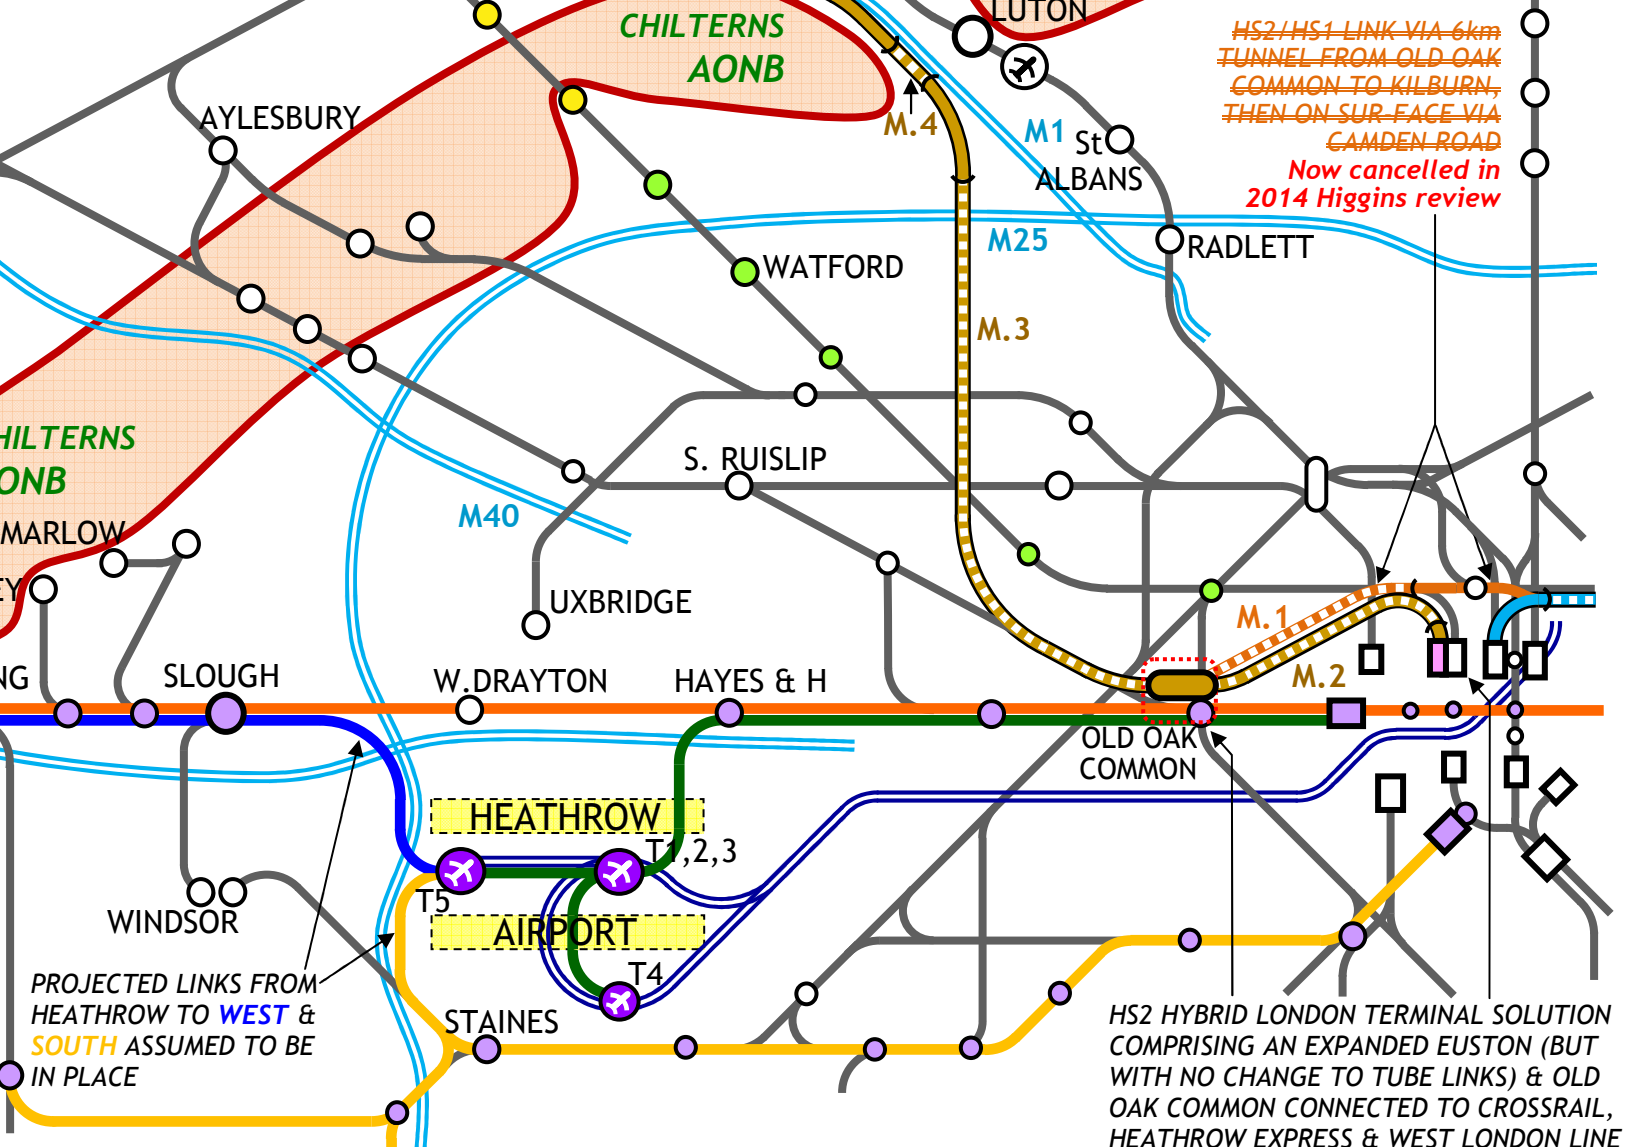 CHILTERNS
AONB
LUTON
HS2/HS1 LINK VIA 6km
TUNNEL FROM OLD OAK
COMMON TO KILBURN,
THEN ON SUR-FACE VIA
CAMDEN ROAD
Now cancelled in
2014 Higgins review
AYLESBURY
M.4
M1
St
ALBANS
M25
RADLETT
WATFORD
M.3
HILTERNS
ONB
S. RUISLIP
M40
MARLOW
EY
UXBRIDGE
M.1
M.2
NG
SLOUGH
W.DRAYTON
HAYES & H
OLD OAK
COMMON
HEATHROW
T1,2,3
T5
AIRPORT
T4
WINDSOR
STAINES
PROJECTED LINKS FROM
HEATHROW TO WEST &
SOUTH ASSUMED TO BE
IN PLACE
HS2 HYBRID LONDON TERMINAL SOLUTION
COMPRISING AN EXPANDED EUSTON (BUT
WITH NO CHANGE TO TUBE LINKS) & OLD
OAK COMMON CONNECTED TO CROSSRAIL,
HEATHROW EXPRESS & WEST LONDON LINE